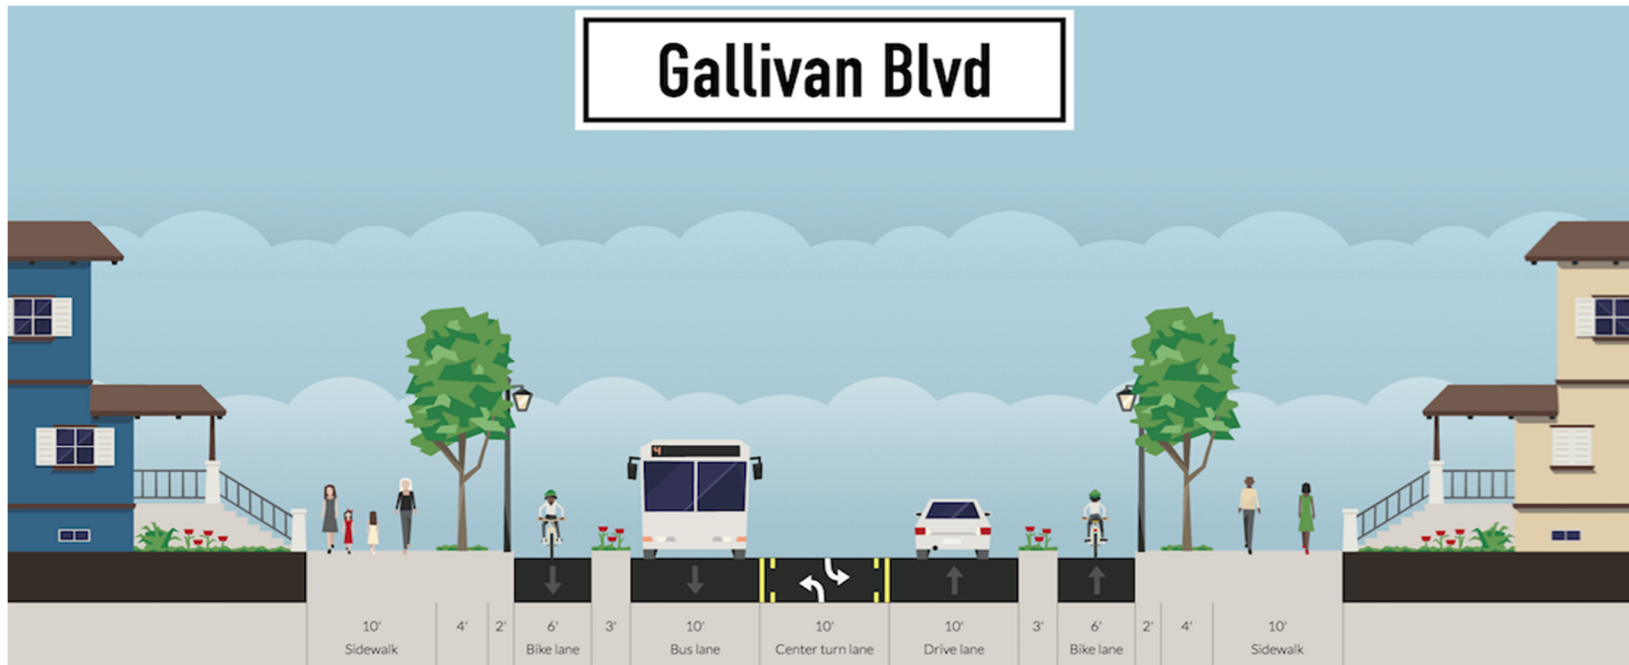 Gallivan Blvd
4
10' 4' 2' 6' 3' 10' 10' 10' 3' 6' 2' 4' 10'
Sidewalk Bike lane Bus lane Center turn lane Drive lane Bike lane Sidewalk